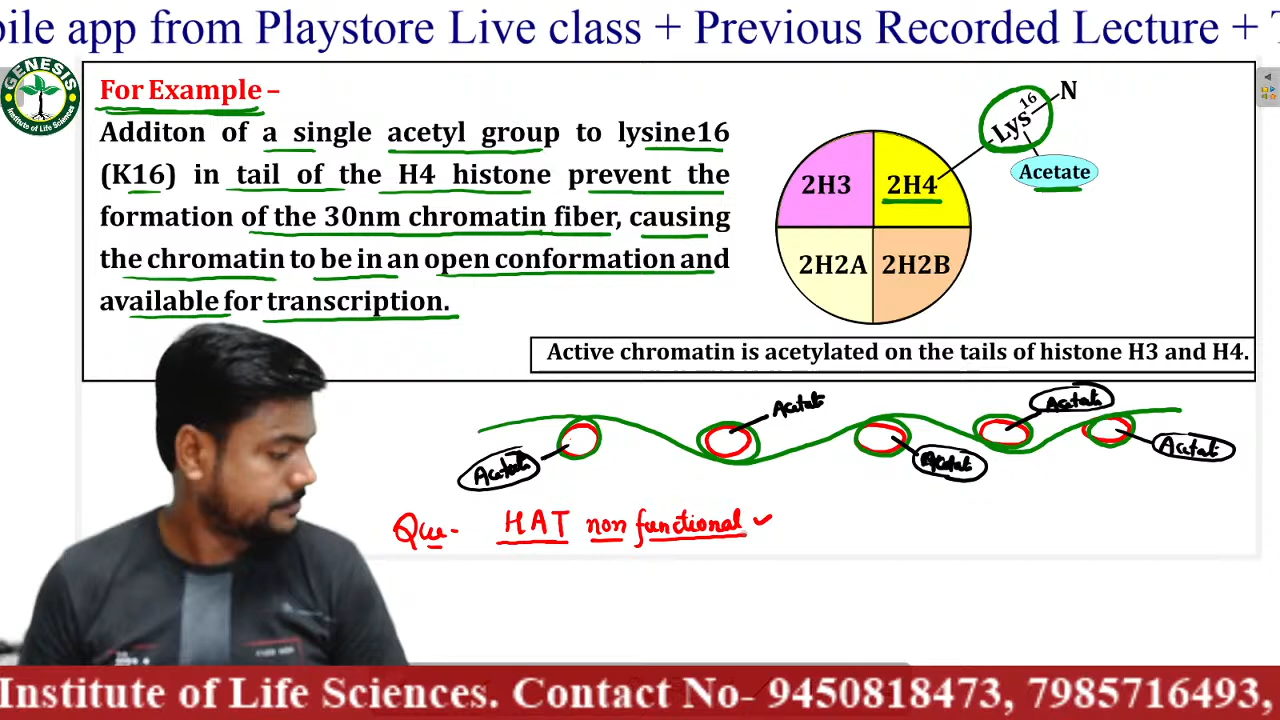 bile app from Playstore Live class + Previous Recorded Lecture + T
GENESIS
Institute of Life Sciences
For Example –
Additon of a single acetyl group to lysine16
(K16) in tail of the H4 histone prevent the
formation of the 30nm chromatin fiber, causing
the chromatin to be in an open conformation and
available for transcription.
Lys16 N
Acetate
2H3 2H4
2H2A 2H2B
Active chromatin is acetylated on the tails of histone H3 and H4.
Acetate
Acetate
Acetate
Acetate
Acetate
Que- HAT non functional
Institute of Life Sciences. Contact No- 9450818473, 7985716493,